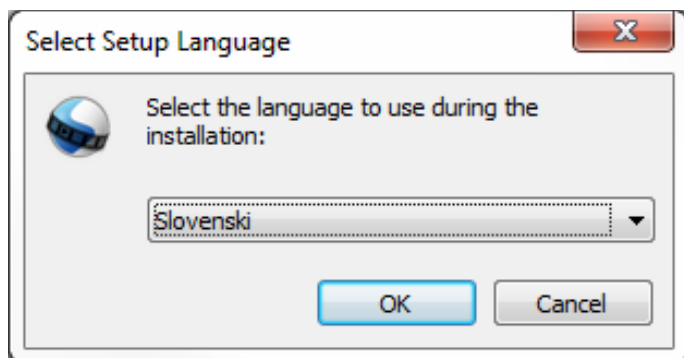 Select Setup Language
Select the language to use during the
installation:
Slovenski
OK
Cancel